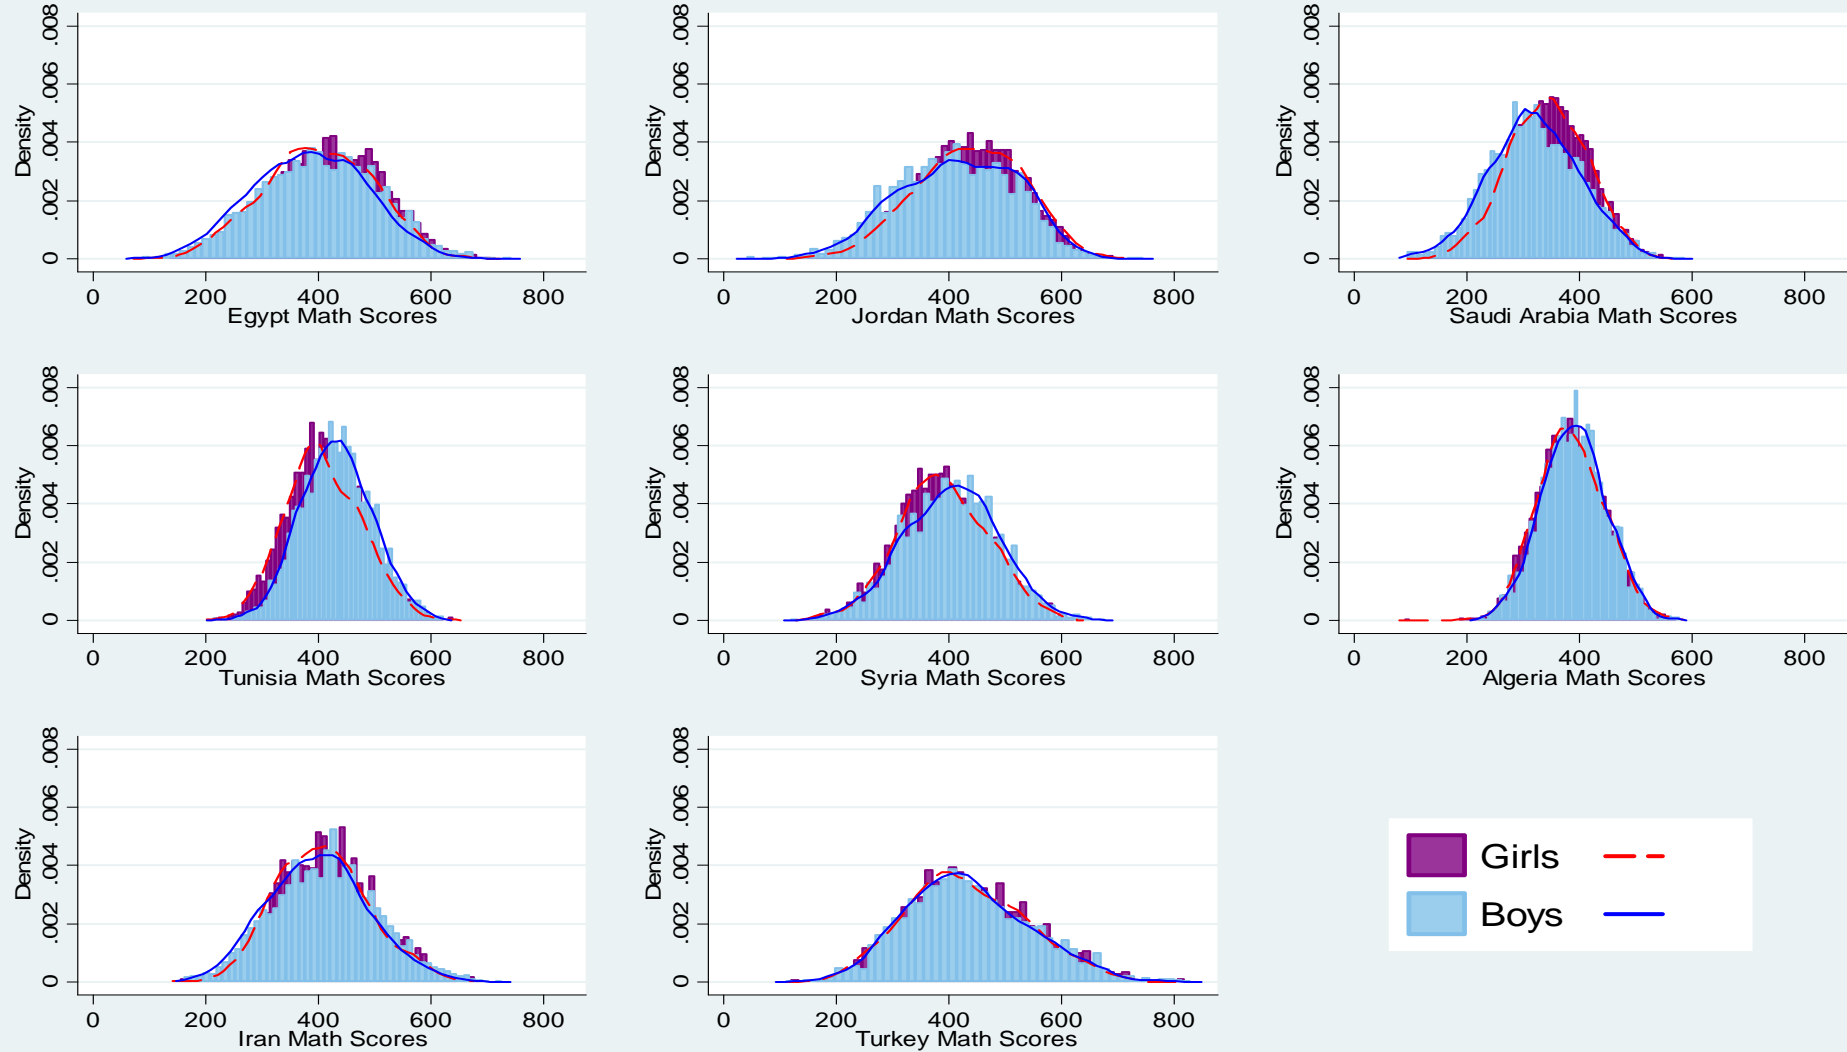 Density
.008
.006
.004
.002
0
0 200 400 600 800
Egypt Math Scores
Density
.008
.006
.004
.002
0
0 200 400 600 800
Jordan Math Scores
Density
.008
.006
.004
.002
0
0 200 400 600 800
Saudi Arabia Math Scores
Density
.008
.006
.004
.002
0
0 200 400 600 800
Tunisia Math Scores
Density
.008
.006
.004
.002
0
0 200 400 600 800
Syria Math Scores
Density
.008
.006
.004
.002
0
0 200 400 600 800
Algeria Math Scores
Density
.008
.006
.004
.002
0
0 200 400 600 800
Iran Math Scores
Density
.008
.006
.004
.002
0
0 200 400 600 800
Turkey Math Scores
Girls
Boys